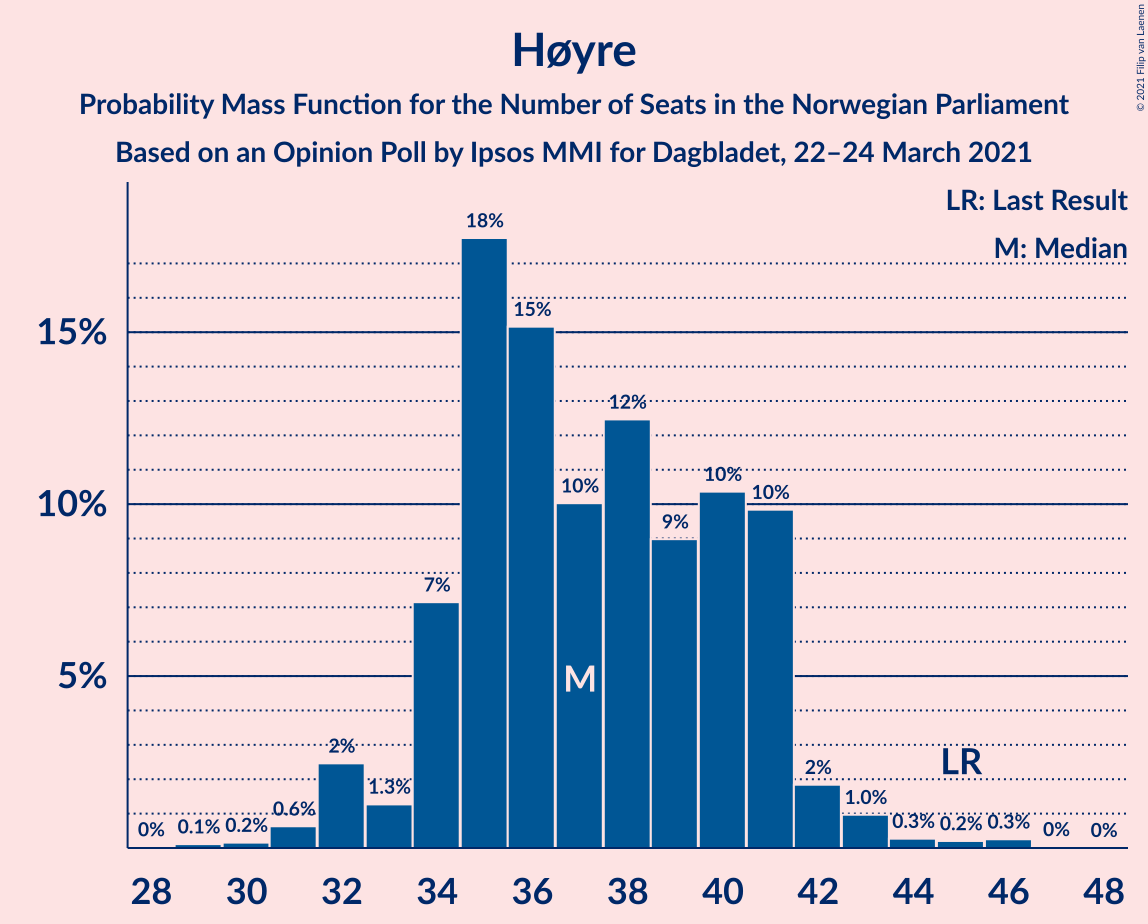 Høyre
Probability Mass Function for the Number of Seats in the Norwegian Parliament
Based on an Opinion Poll by Ipsos MMI for Dagbladet, 22–24 March 2021
© 2021 Filip van Laenen
LR: Last Result
M: Median
15%
10%
5%
0%
0.1%
0.2%
0.6%
2%
1.3%
7%
18%
15%
10%
12%
9%
10%
10%
2%
1.0%
0.3%
0.2%
0.3%
0%
0%
M
LR
28 30 32 34 36 38 40 42 44 46 48